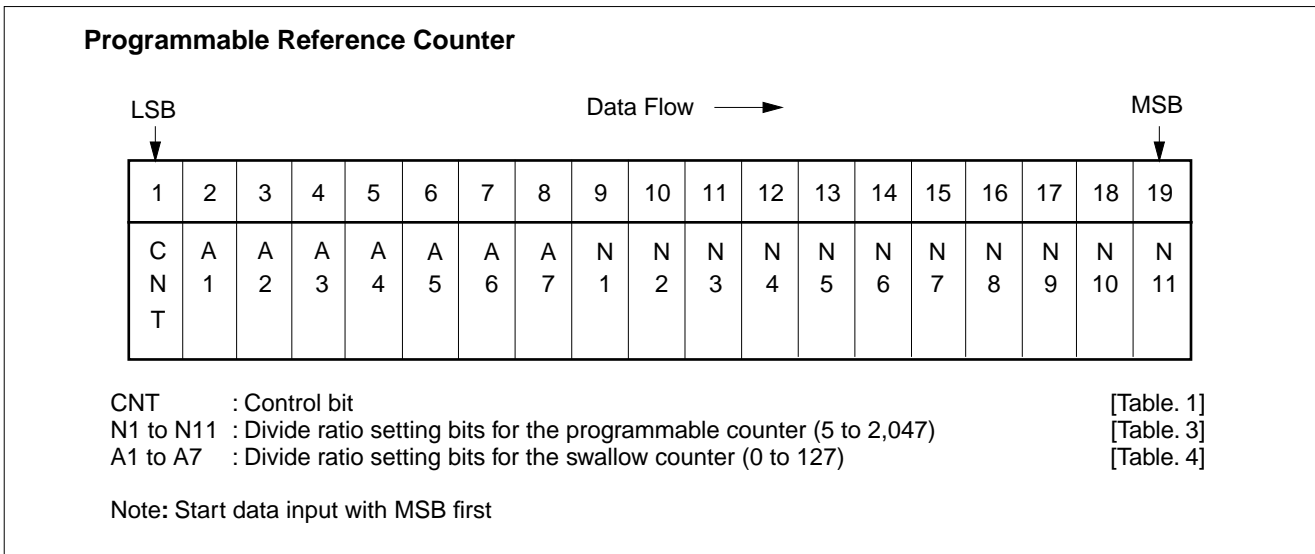 Programmable Reference Counter
LSB Data Flow MSB
1 2 3 4 5 6 7 8 9 10 11 12 13 14 15 16 17 18 19
C A A A A A A A N N N N N N N N N N N
N 1 2 3 4 5 6 7 1 2 3 4 5 6 7 8 9 10 11
T
CNT : Control bit [Table. 1]
N1 to N11 : Divide ratio setting bits for the programmable counter (5 to 2,047) [Table. 3]
A1 to A7 : Divide ratio setting bits for the swallow counter (0 to 127) [Table. 4]
Note: Start data input with MSB first